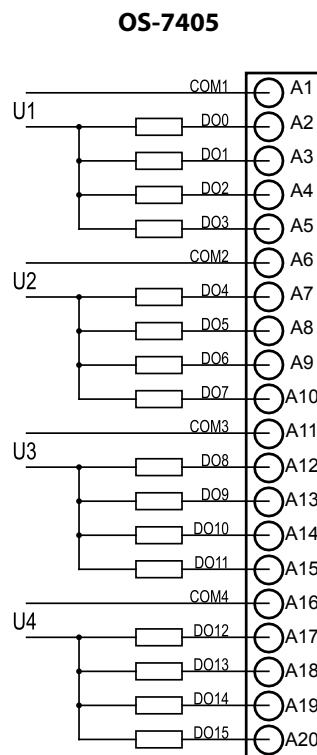 OS-7405
COM1 A1
U1
DO0 A2
DO1 A3
DO2 A4
DO3 A5
COM2 A6
U2
DO4 A7
DO5 A8
DO6 A9
DO7 A10
COM3 A11
U3
DO8 A12
DO9 A13
DO10 A14
DO11 A15
COM4 A16
U4
DO12 A17
DO13 A18
DO14 A19
DO15 A20